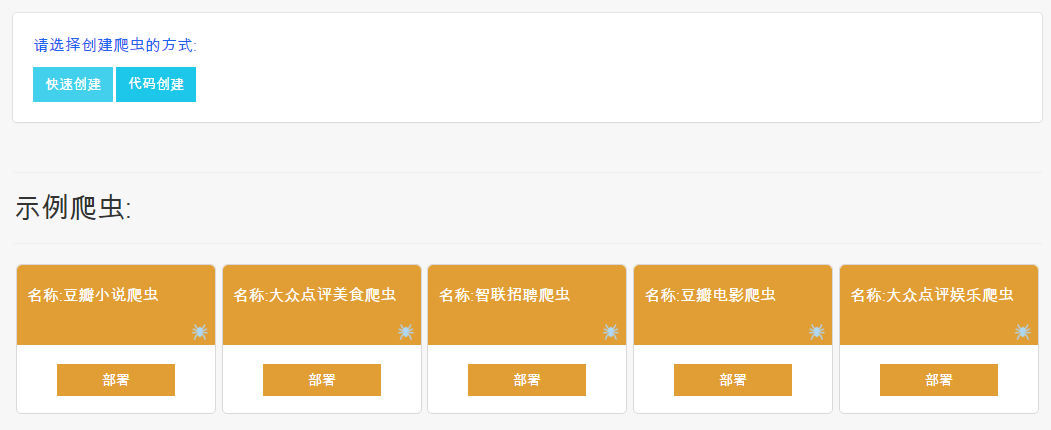 请选择创建爬虫的方式:
快速创建 代码创建
示例爬虫:
名称:豆瓣小说爬虫 名称:大众点评美食爬虫 名称:智联招聘爬虫 名称:豆瓣电影爬虫 名称:大众点评娱乐爬虫
部署 部署 部署 部署 部署